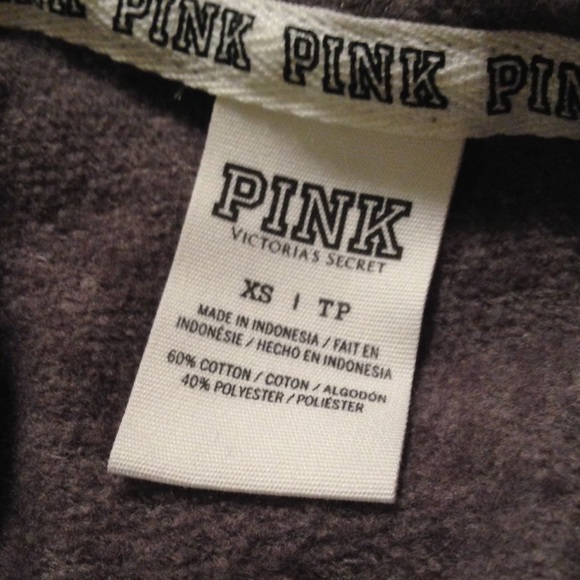 PINK PINK PIN
PINK
VICTORIA'S SECRET
XS | TP
MADE IN INDONESIA / FAIT EN
INDONÉSIE / HECHO EN INDONESIA
60% COTTON / COTON / ALGODÓN
40% POLYESTER / POLIÉSTER